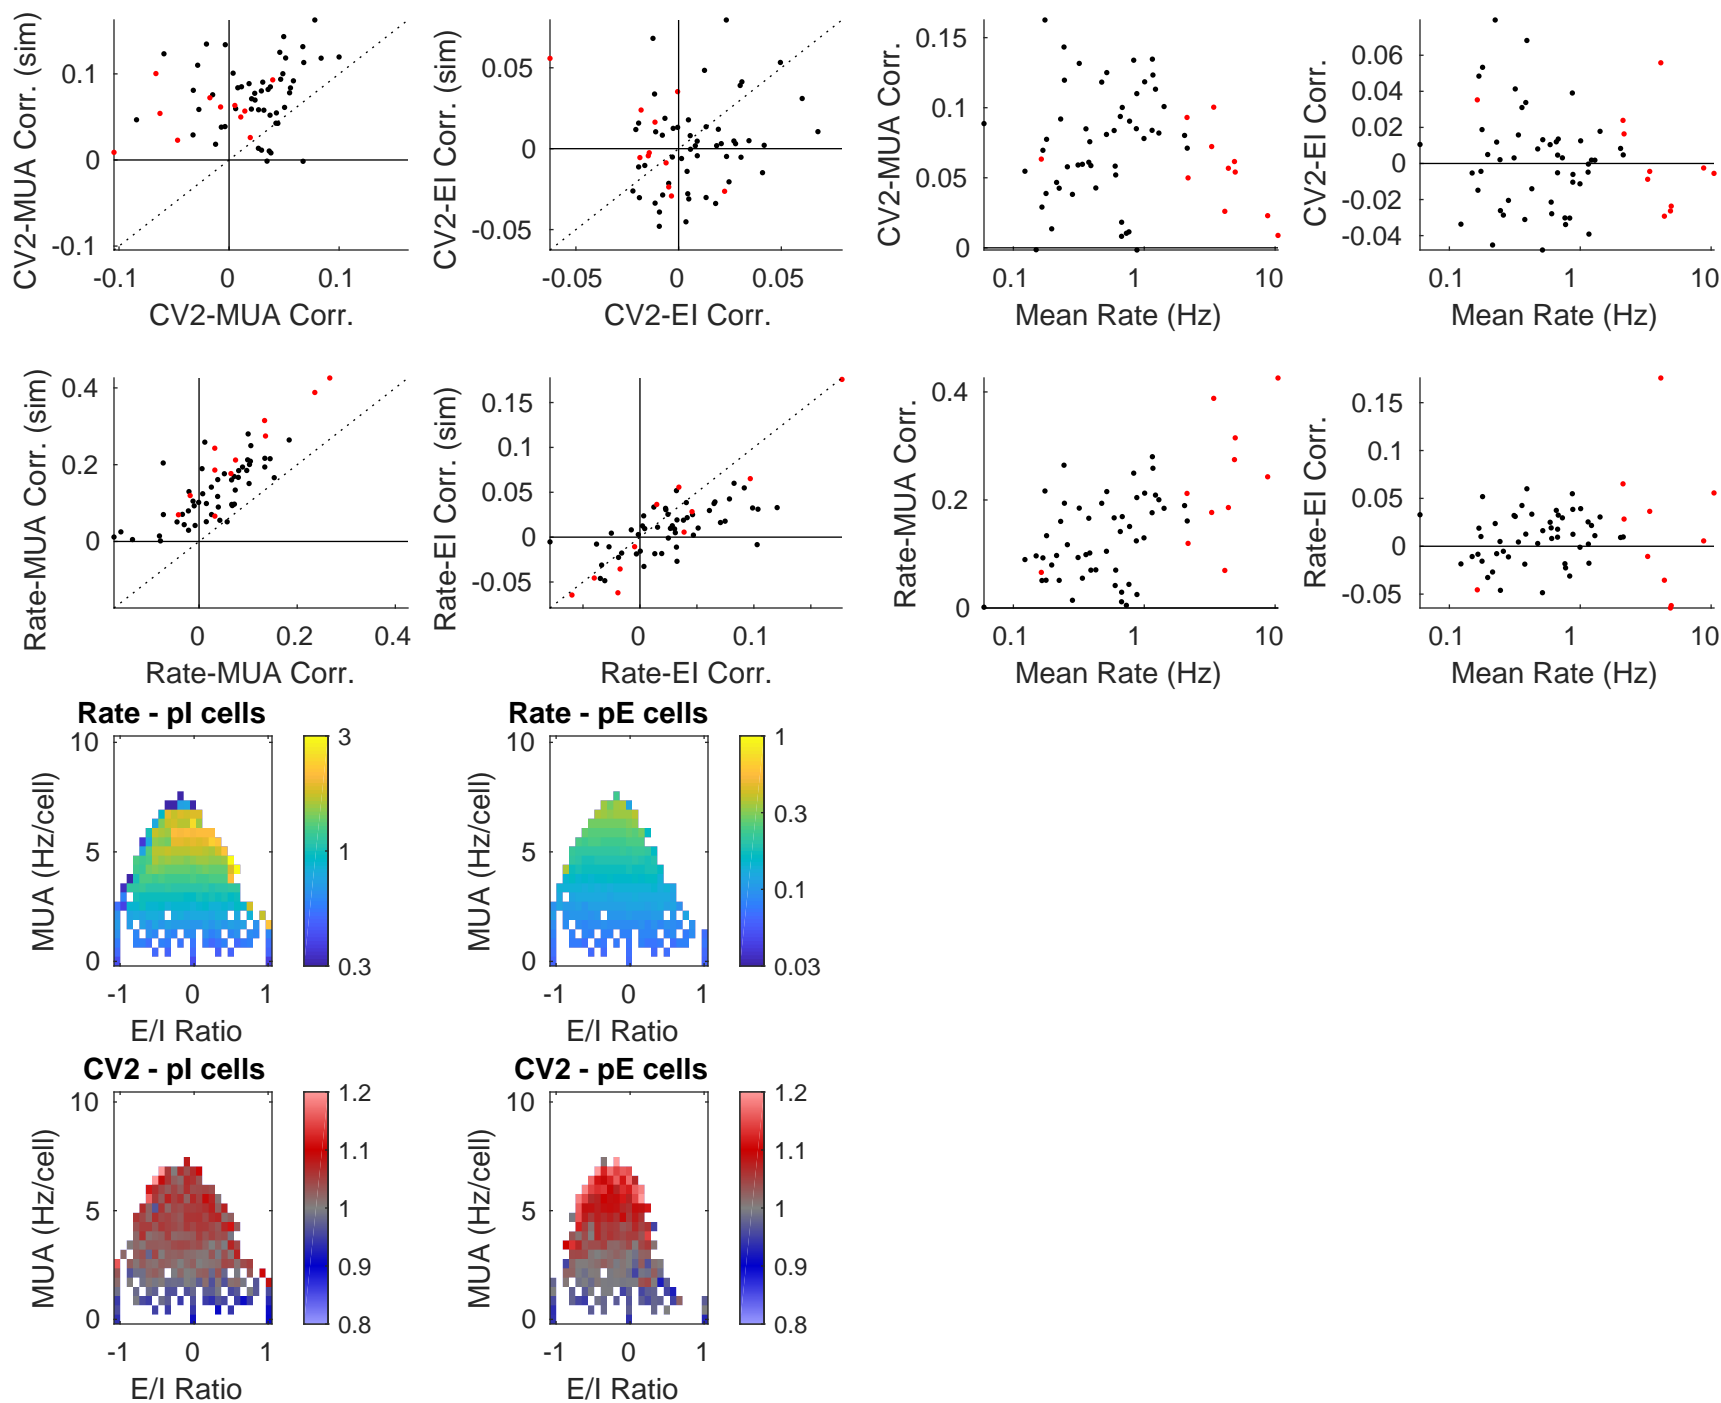 CV2-MUA Corr. (sim)
0.1
0
-0.1
-0.1 0 0.1
CV2-MUA Corr.
CV2-EI Corr. (sim)
0.05
0
-0.05
-0.05 0 0.05
CV2-EI Corr.
CV2-MUA Corr.
0.15
0.1
0.05
0
0.1 1 10
Mean Rate (Hz)
CV2-EI Corr.
0.06
0.04
0.02
0
-0.02
-0.04
0.1 1 10
Mean Rate (Hz)
Rate-MUA Corr. (sim)
0.4
0.2
0
0 0.2 0.4
Rate-MUA Corr.
Rate-EI Corr. (sim)
0.15
0.1
0.05
0
-0.05
0 0.1
Rate-EI Corr.
Rate-MUA Corr.
0.4
0.2
0
0.1 1 10
Mean Rate (Hz)
Rate-EI Corr.
0.15
0.1
0.05
0
-0.05
0.1 1 10
Mean Rate (Hz)
Rate - pI cells
MUA (Hz/cell)
10
5
0
-1 0 1
E/I Ratio
3
1
0.3
Rate - pE cells
MUA (Hz/cell)
10
5
0
-1 0 1
E/I Ratio
1
0.3
0.1
0.03
CV2 - pI cells
MUA (Hz/cell)
10
5
0
-1 0 1
E/I Ratio
1.2
1.1
1
0.9
0.8
CV2 - pE cells
MUA (Hz/cell)
10
5
0
-1 0 1
E/I Ratio
1.2
1.1
1
0.9
0.8